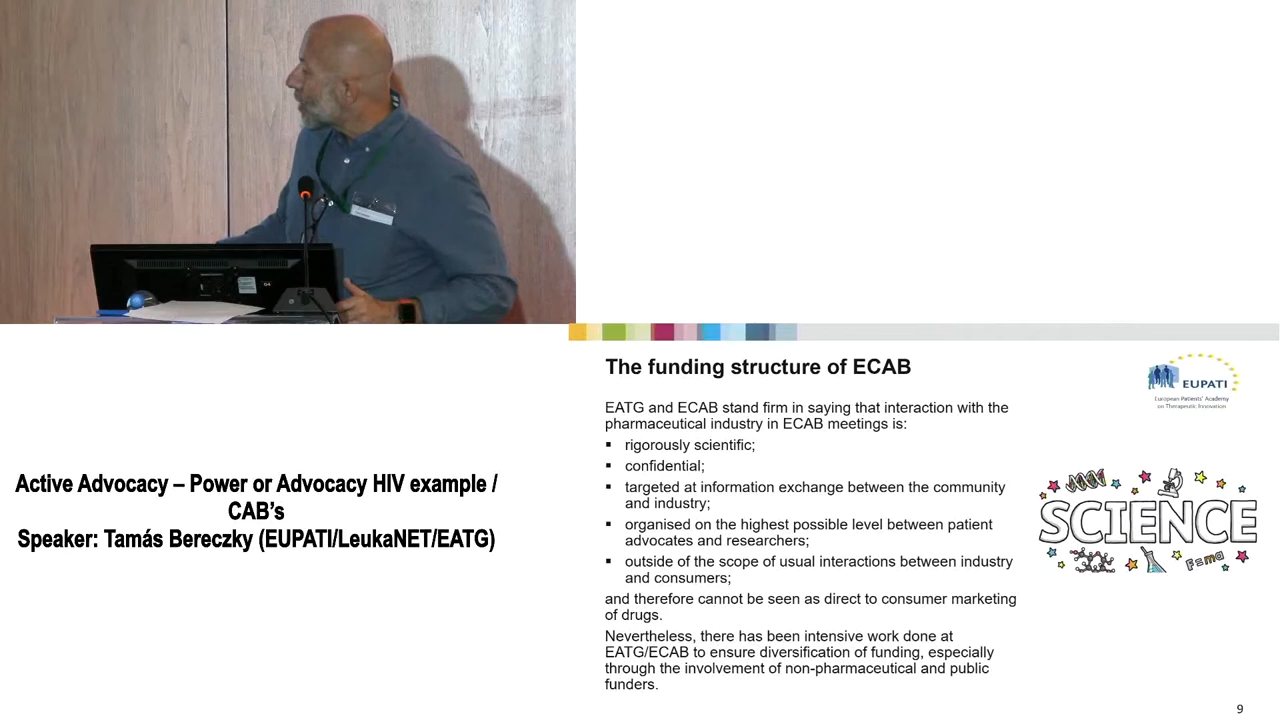 Active Advocacy – Power or Advocacy HIV example /
CAB's
Speaker: Tamás Bereczky (EUPATI/LeukaNET/EATG)
The funding structure of ECAB
EUPATI
European Patients' Academy
on Therapeutic Innovation
EATG and ECAB stand firm in saying that interaction with the
pharmaceutical industry in ECAB meetings is:
▪ rigorously scientific;
▪ confidential;
▪ targeted at information exchange between the community
and industry;
▪ organised on the highest possible level between patient
advocates and researchers;
▪ outside of the scope of usual interactions between industry
and consumers;
and therefore cannot be seen as direct to consumer marketing
of drugs.
Nevertheless, there has been intensive work done at
EATG/ECAB to ensure diversification of funding, especially
through the involvement of non-pharmaceutical and public
funders.
SCIENCE
F=ma
9